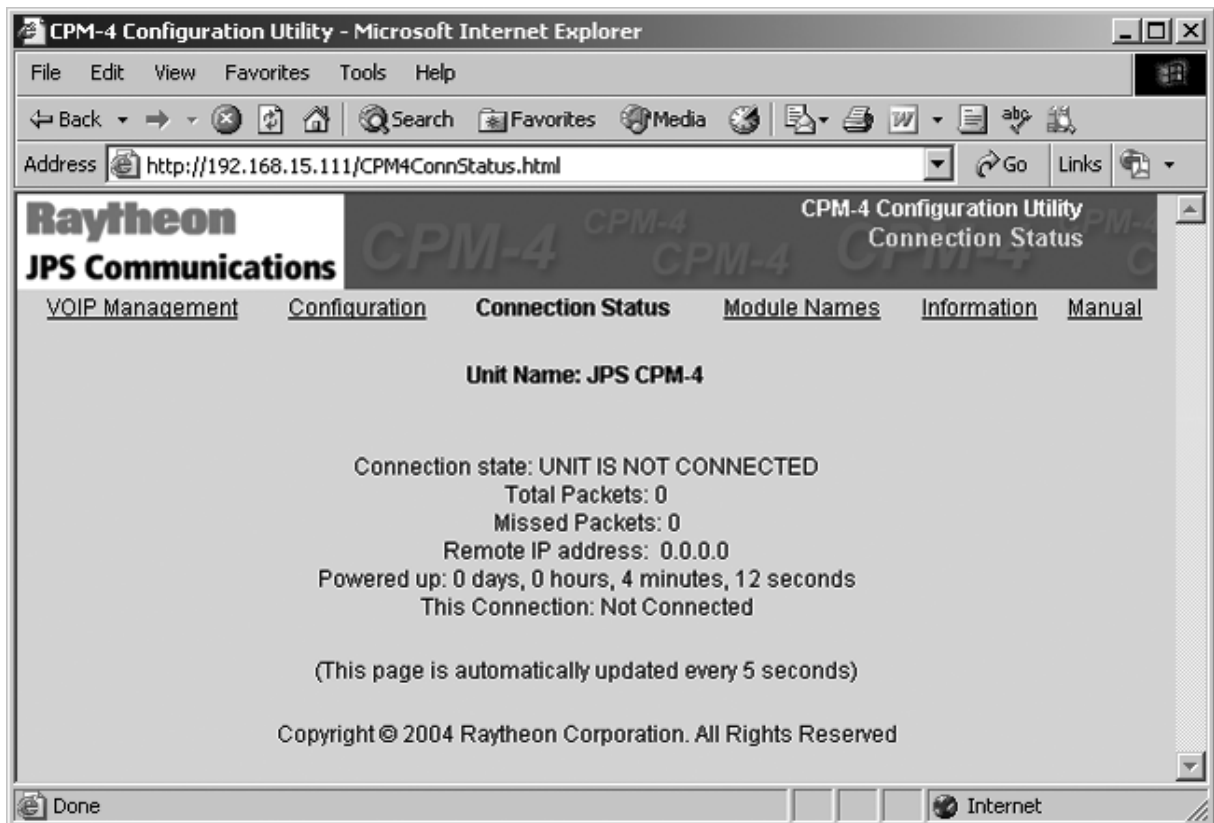 CPM-4 Configuration Utility - Microsoft Internet Explorer
File Edit View Favorites Tools Help
Back Search Favorites Media
Address http://192.168.15.111/CPM4ConnStatus.html Go Links
Raytheon
JPS Communications
CPM-4 CPM-4 CPM-4 CPM-4 CPM-4
CPM-4 Configuration Utility
Connection Status
VOIP Management Configuration Connection Status Module Names Information Manual
Unit Name: JPS CPM-4
Connection state: UNIT IS NOT CONNECTED
Total Packets: 0
Missed Packets: 0
Remote IP address: 0.0.0.0
Powered up: 0 days, 0 hours, 4 minutes, 12 seconds
This Connection: Not Connected
(This page is automatically updated every 5 seconds)
Copyright © 2004 Raytheon Corporation. All Rights Reserved
Done Internet